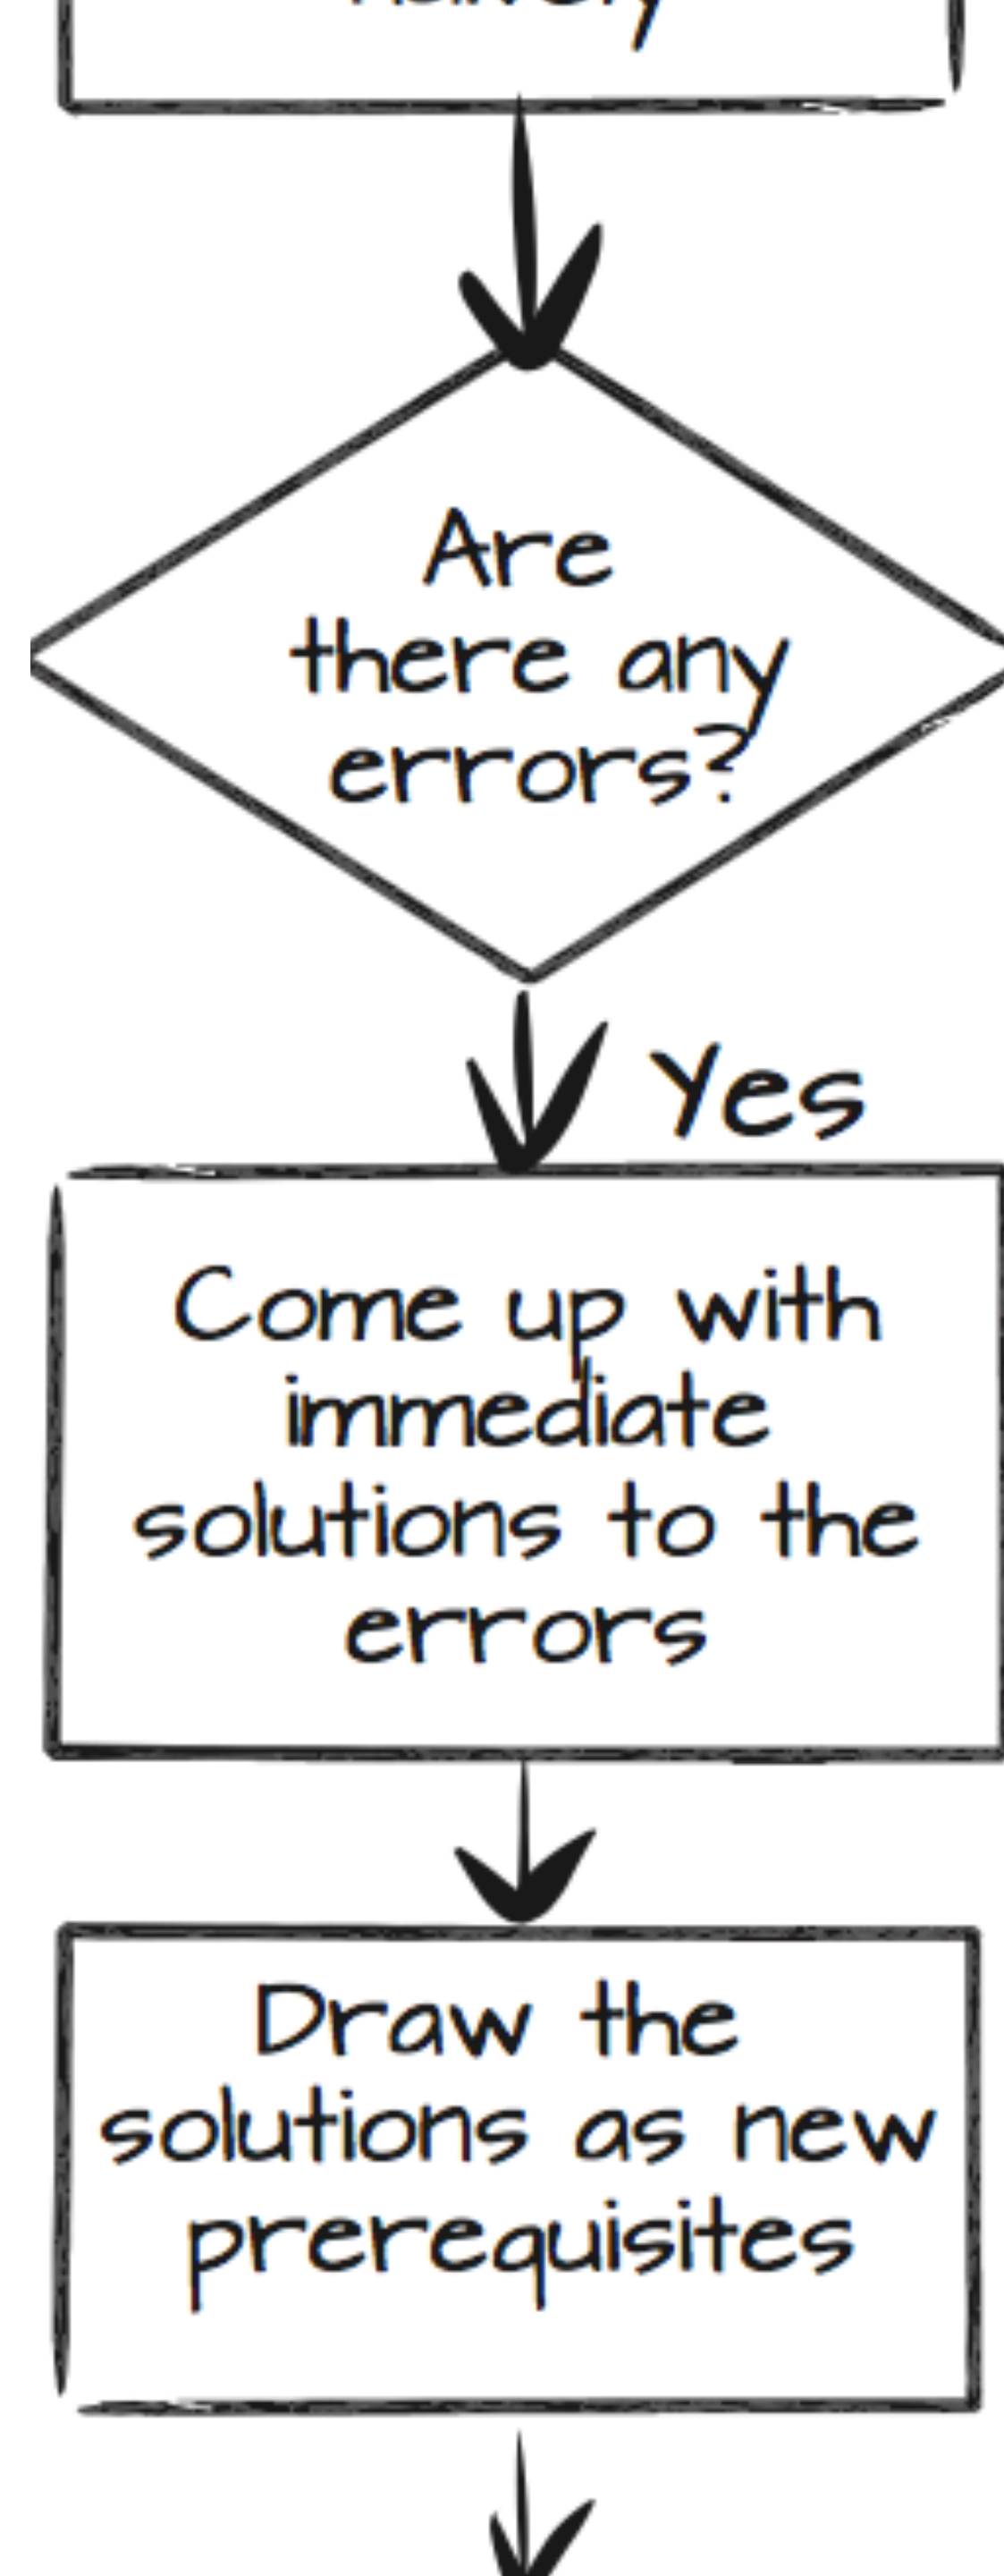 Are
there any
errors?
Yes
Come up with
immediate
solutions to the
errors
Draw the
solutions as new
prerequisites